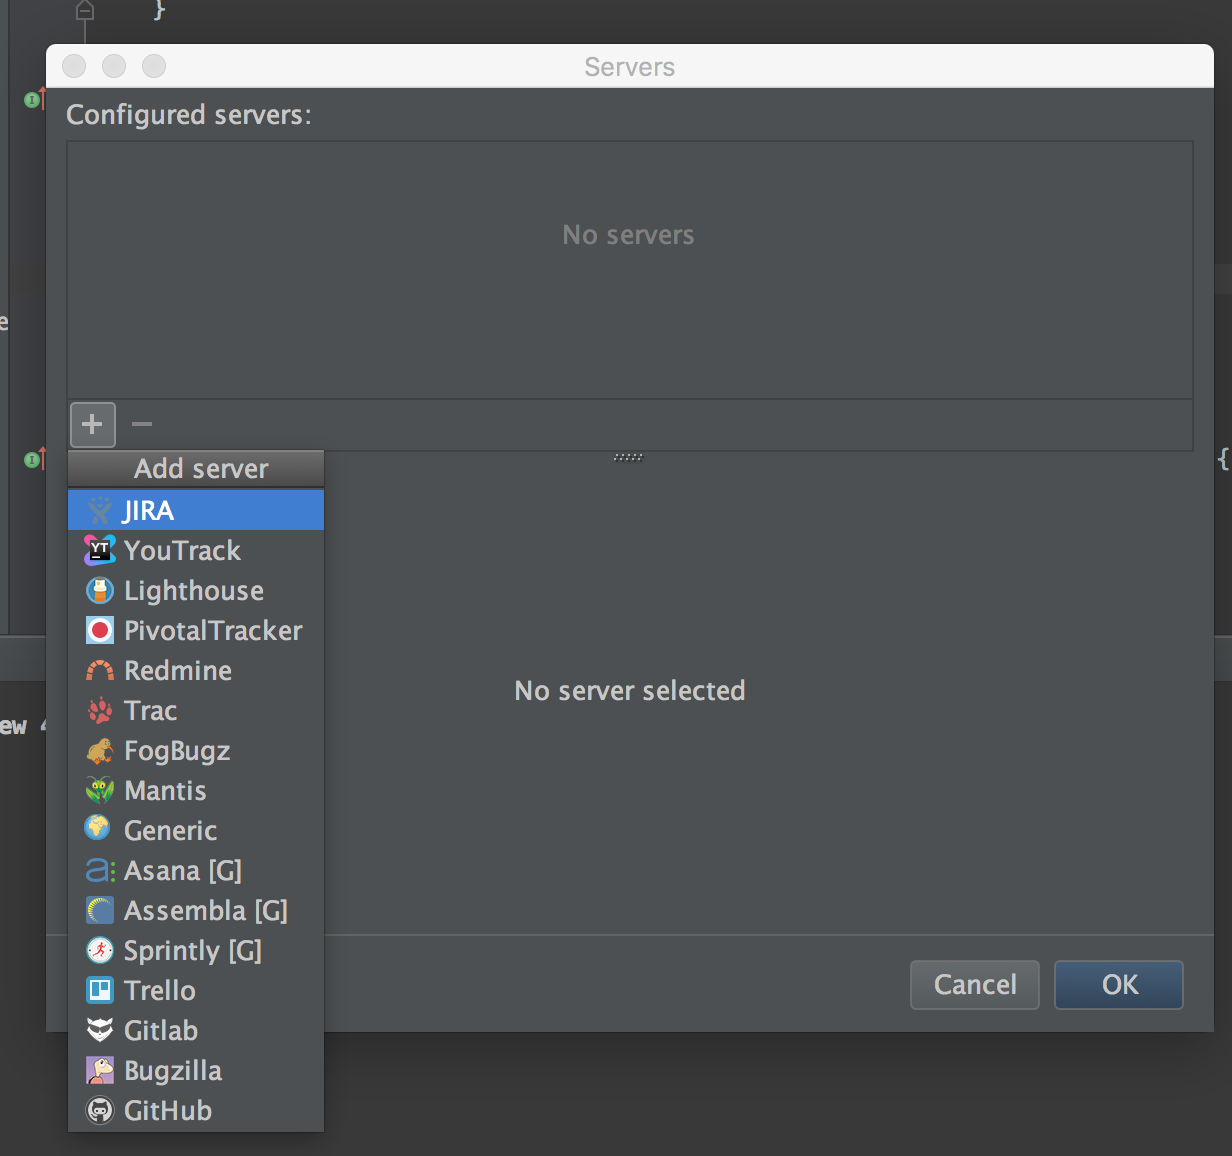 }
Servers
Configured servers:
No servers
Add server
JIRA
YouTrack
Lighthouse
PivotalTracker
Redmine
Trac
FogBugz
Mantis
Generic
Asana [G]
Assembla [G]
Sprintly [G]
Trello
Gitlab
Bugzilla
GitHub
{
No server selected
ew
Cancel
OK